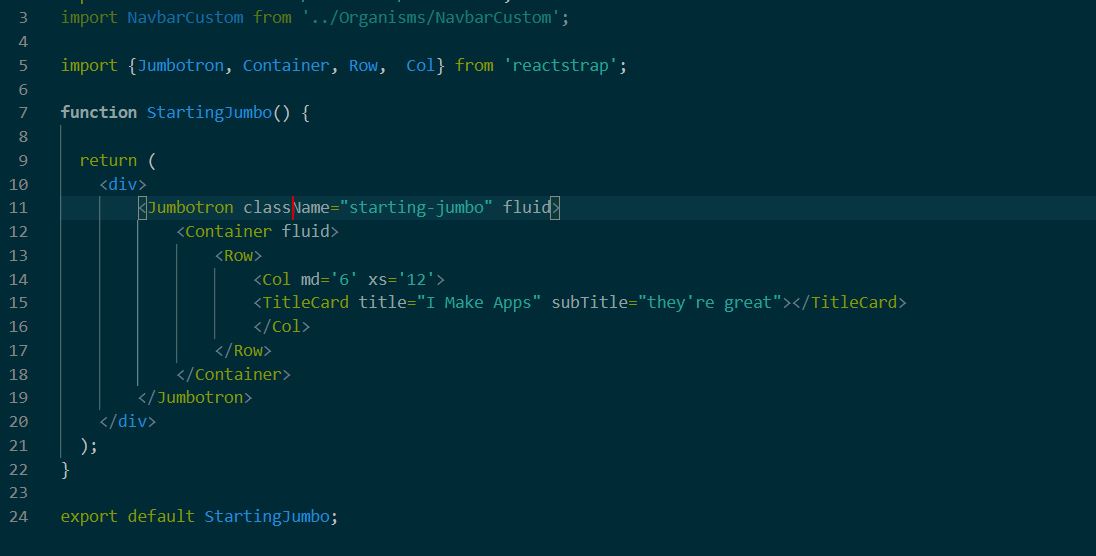 3 import NavbarCustom from '../Organisms/NavbarCustom';
4
5 import {Jumbotron, Container, Row,  Col} from 'reactstrap';
6
7 function StartingJumbo() {
8
9 return (
10 <div>
11 <Jumbotron className="starting-jumbo" fluid>
12 <Container fluid>
13 <Row>
14 <Col md='6' xs='12'>
15 <TitleCard title="I Make Apps" subTitle="they're great"></TitleCard>
16 </Col>
17 </Row>
18 </Container>
19 </Jumbotron>
20 </div>
21 );
22 }
23
24 export default StartingJumbo;